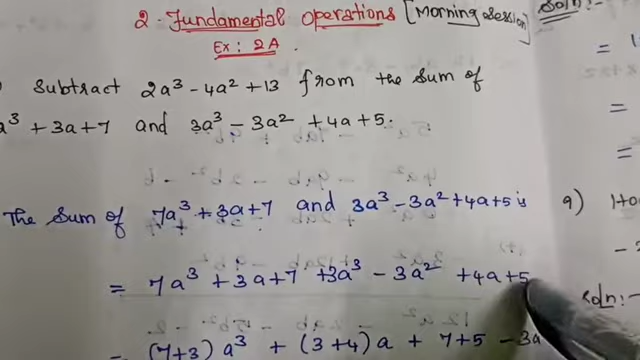 2. Fundamental Operations [Morning Session]
Ex: 2A.
Subtract 2a³ - 4a² + 13 from the sum of
a³ + 3a + 7 and 3a³ - 3a² + 4a + 5.
The sum of 7a³ + 3a + 7 and 3a³ - 3a² + 4a + 5 is
= 7a³ + 3a + 7 + 3a³ - 3a² + 4a + 5
= (7+3) a³ + (3+4) a + 7+5 - 3a
Soln:-
=
=
=
9)
Soln:-